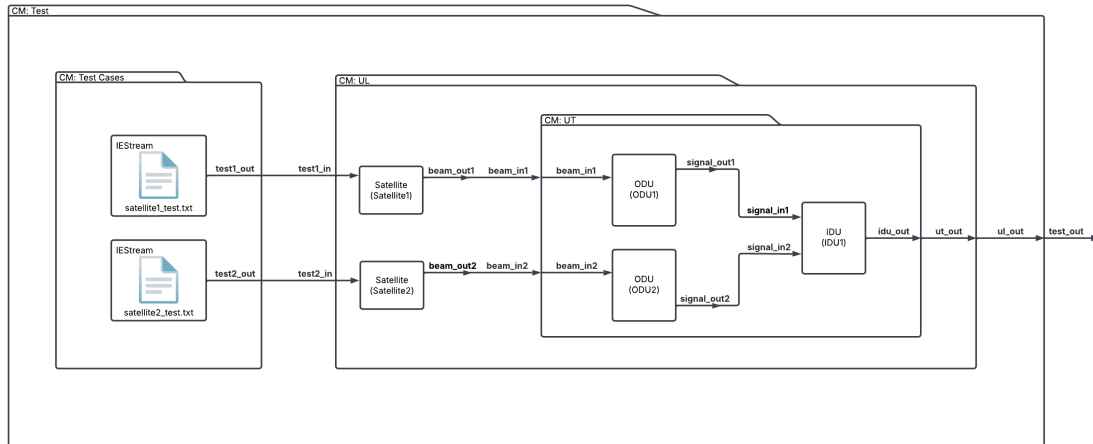 CM: Test
CM: Test Cases
IEStream
satellite1_test.txt
test1_out
test1_in
IEStream
satellite2_test.txt
test2_out
test2_in
CM: UL
Satellite
(Satellite1)
beam_out1
beam_in1
Satellite
(Satellite2)
beam_out2
beam_in2
CM: UT
beam_in1
ODU
(ODU1)
signal_out1
signal_in1
beam_in2
ODU
(ODU2)
signal_out2
signal_in2
IDU
(IDU1)
idu_out
ut_out
ul_out
test_out